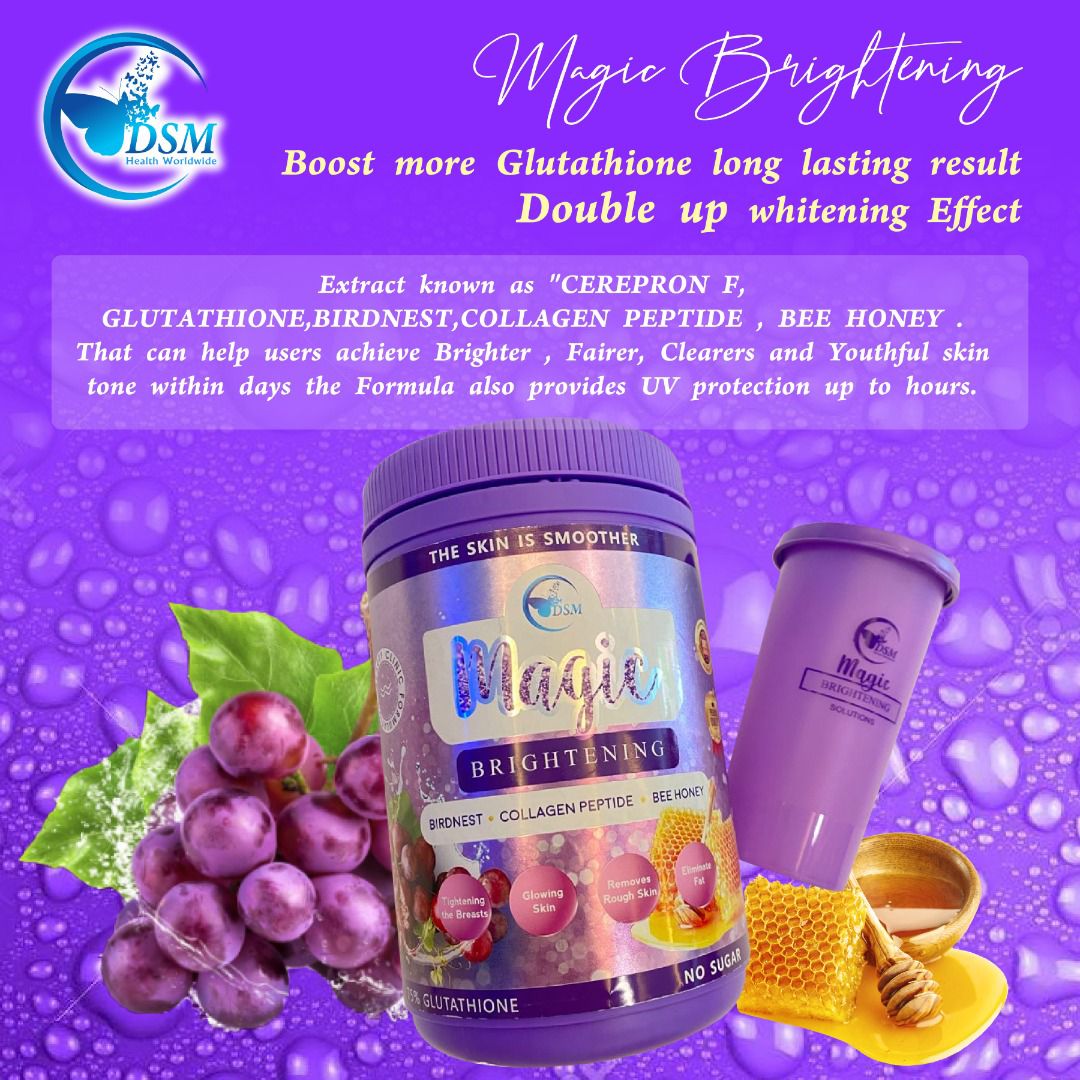 DSM
Health Worldwide
Magic Brightening
Boost more Glutathione long lasting result
Double up whitening Effect
Extract known as "CEREPRON F,
GLUTATHIONE,BIRDNEST,COLLAGEN PEPTIDE , BEE HONEY .
That can help users achieve Brighter , Fairer, Clearers and Youthful skin
tone within days the Formula also provides UV protection up to hours.
THE SKIN IS SMOOTHER
DSM
Magic
BRIGHTENING
BIRDNEST • COLLAGEN PEPTIDE • BEE HONEY
Tightening
the Breasts
Glowing
Skin
Removes
Rough Skin
Eliminate
Fat
GLUTATHIONE
NO SUGAR
DSM
Magic
BRIGHTENING
SOLUTIONS